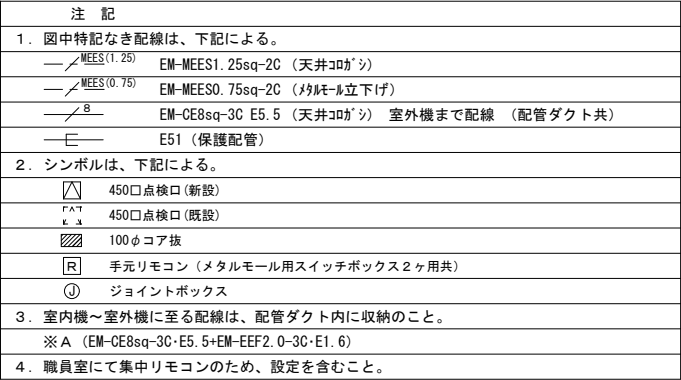 注 記
1. 図中特記なき配線は、下記による。
MEES(1.25) EM-MEES1.25sq-2C (天井ｺﾛｶﾞｼ)
MEES(0.75) EM-MEES0.75sq-2C (ﾒﾀﾙﾓｰﾙ立下げ)
8 EM-CE8sq-3C E5.5 (天井ｺﾛｶﾞｼ) 室外機まで配線 (配管ダクト共)
E E51 (保護配管)
2. シンボルは、下記による。
450□点検口(新設)
450□点検口(既設)
100φコア抜
R 手元リモコン (メタルモール用スイッチボックス2ヶ用共)
J ジョイントボックス
3. 室内機～室外機に至る配線は、配管ダクト内に収納のこと。
※A (EM-CE8sq-3C･E5.5+EM-EEF2.0-3C･E1.6)
4. 職員室にて集中リモコンのため、設定を含むこと。